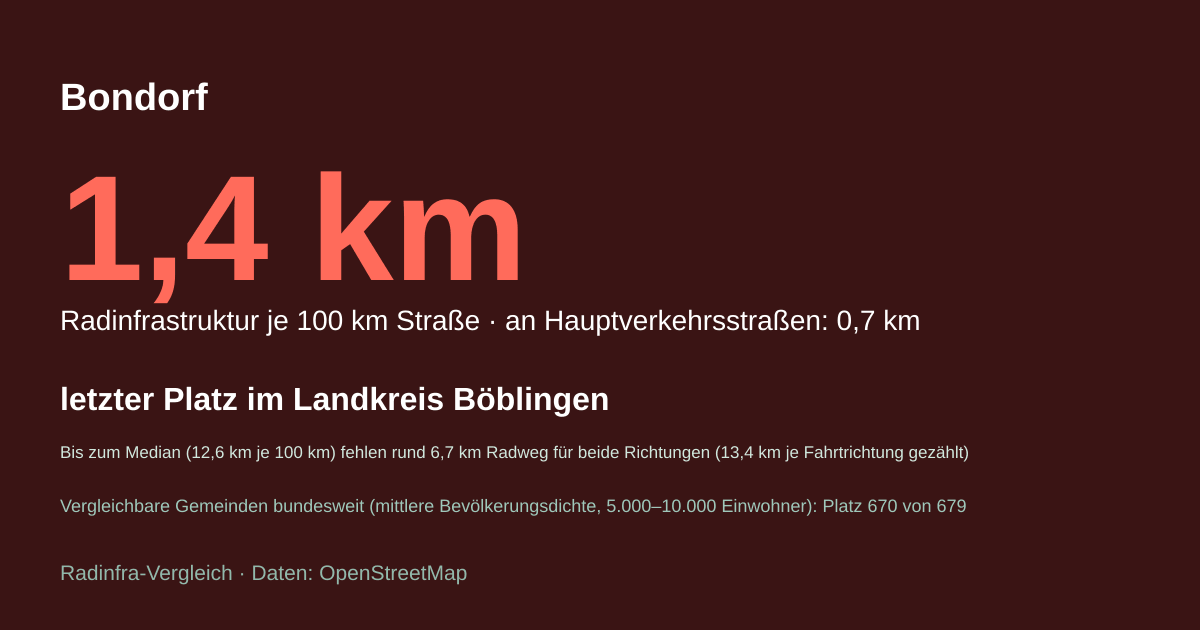 Bondorf
1,4 km
Radinfrastruktur je 100 km Straße · an Hauptverkehrsstraßen: 0,7 km
letzter Platz im Landkreis Böblingen
Bis zum Median (12,6 km je 100 km) fehlen rund 6,7 km Radweg für beide Richtungen (13,4 km je Fahrtrichtung gezählt)
Vergleichbare Gemeinden bundesweit (mittlere Bevölkerungsdichte, 5.000–10.000 Einwohner): Platz 670 von 679
Radinfra-Vergleich · Daten: OpenStreetMap